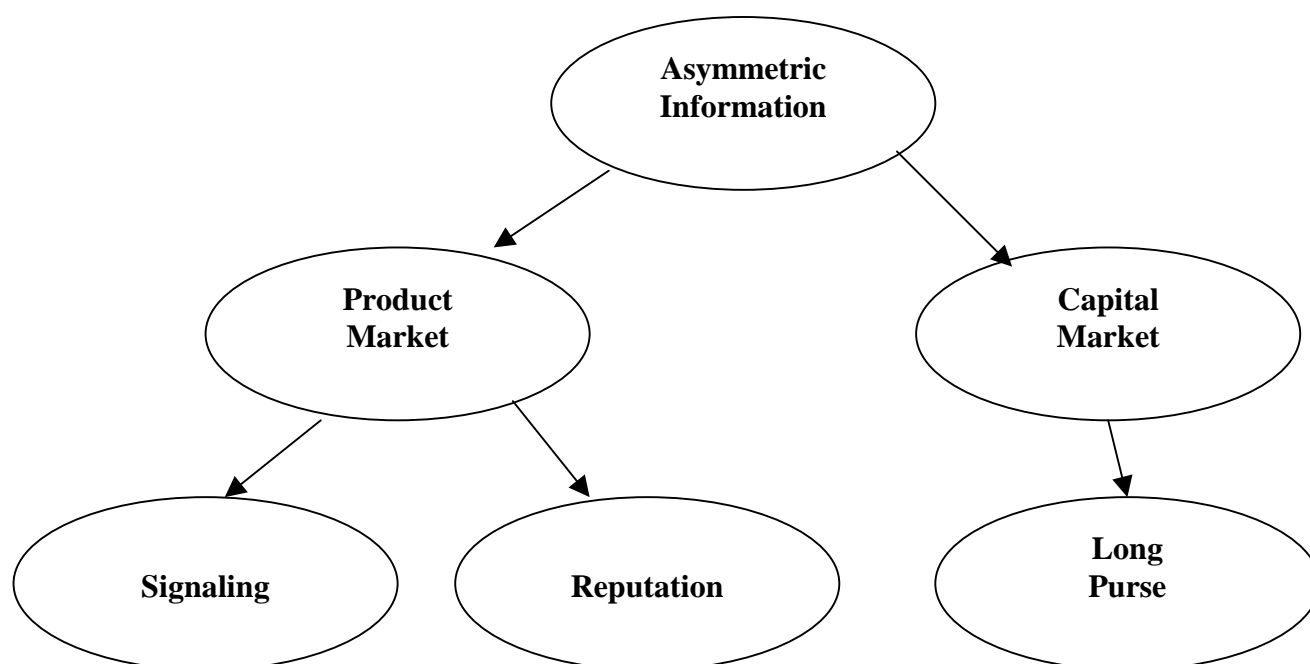 Asymmetric
Information
Product
Market
Capital
Market
Signaling
Reputation
Long
Purse